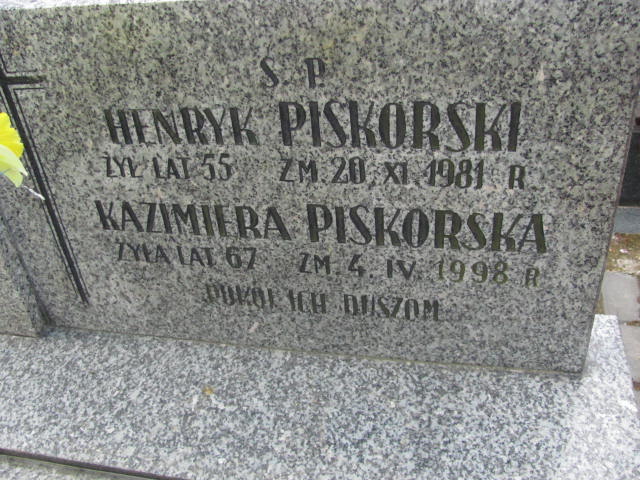 Ś P
HENRYK PISKORSKI
ŻYŁ LAT 55 ZM. 20. XI. 1981 R
KAZIMIERA PISKORSKA
ŻYŁA LAT 67 ZM. 4. IV. 1998 R
POKÓJ ICH DUSZOM